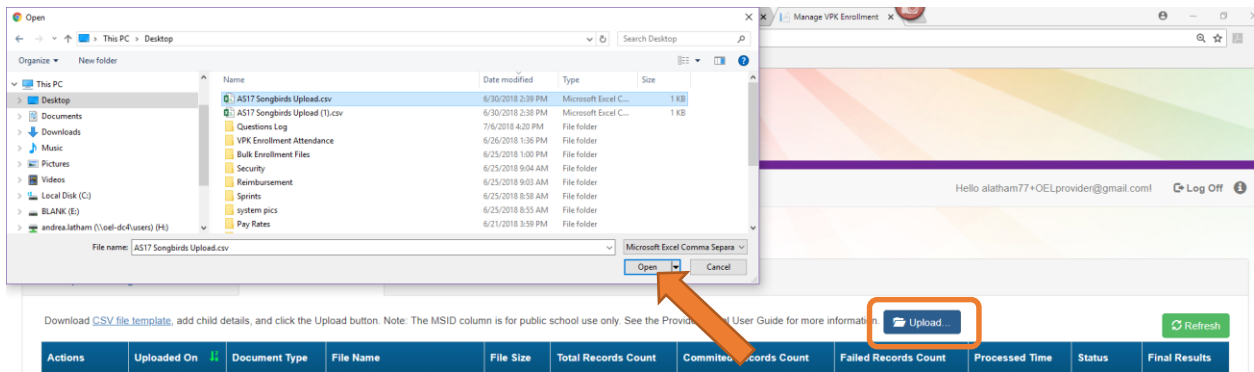 Open
Manage VPK Enrollment
This PC > Desktop
Search Desktop
Organize
New folder
Name
Date modified
Type
Size
This PC
Desktop
Documents
Downloads
Music
Pictures
Videos
Local Disk (C:)
BLANK (E:)
andrea.latham (\\oel-dc4\users) (H:)
AS17 Songbirds Upload.csv 6/30/2018 2:39 PM Microsoft Excel C... 1 KB
AS17 Songbirds Upload (1).csv 6/30/2018 2:38 PM Microsoft Excel C... 1 KB
Questions Log 7/6/2018 4:20 PM File folder
VPK Enrollment Attendance 6/26/2018 1:36 PM File folder
Bulk Enrollment Files 6/25/2018 1:00 PM File folder
Security 6/25/2018 9:04 AM File folder
Reimbursement 6/25/2018 9:03 AM File folder
Sprints 6/25/2018 8:58 AM File folder
system pics 6/25/2018 8:55 AM File folder
Pay Rates 6/21/2018 3:59 PM File folder
File name: AS17 Songbirds Upload.csv
Microsoft Excel Comma Separa
Open
Cancel
Hello alatham77+OELprovider@gmail.com!
Log Off
Download CSV file template, add child details, and click the Upload button. Note: The MSID column is for public school use only. See the User Guide for more information.
Upload...
Refresh
Actions
Uploaded On
Document Type
File Name
File Size
Total Records Count
Commited Records Count
Failed Records Count
Processed Time
Status
Final Results